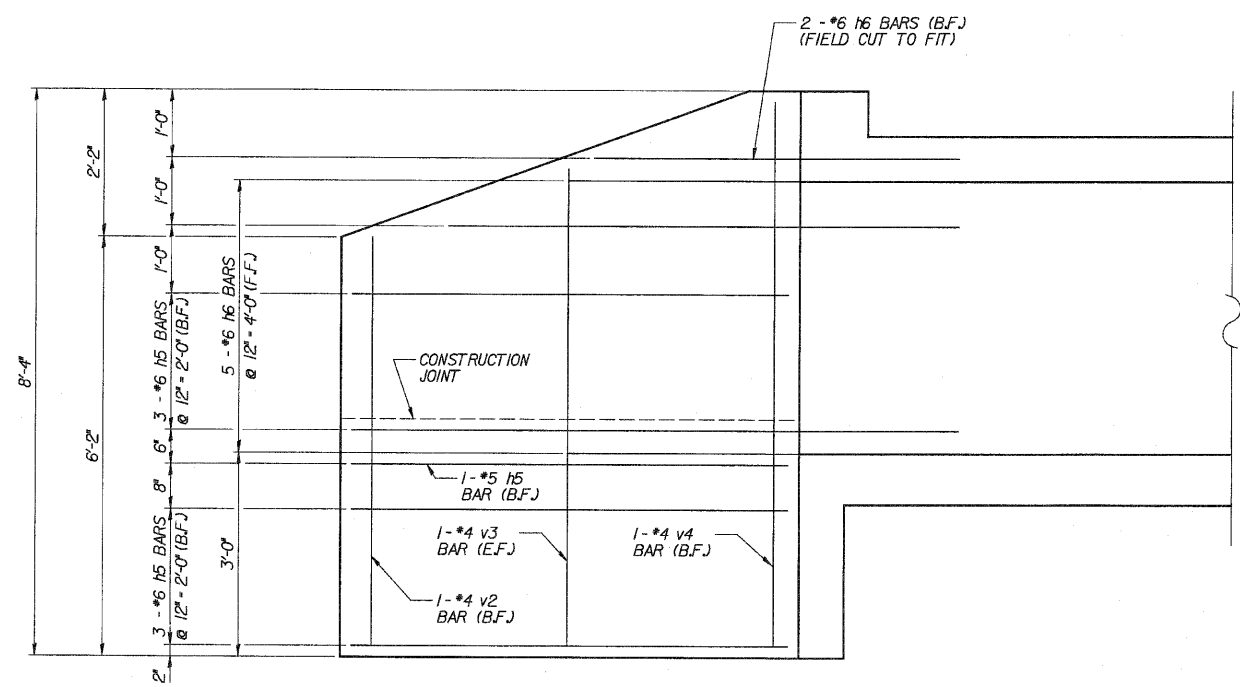 2 - #6 h6 BARS (B.F.)
(FIELD CUT TO FIT)
8'-4"
2'-2"
6'-2"
1'-0"
1'-0"
1'-0"
3 - #6 h5 BARS
@ 12" = 2'-0" (B.F.)
6"
8"
3 - #6 h5 BARS
@ 12" = 2'-0" (B.F.)
2"
5 - #6 h6 BARS
@ 12" = 4'-0" (F.F.)
3'-0"
CONSTRUCTION
JOINT
1 - #5 h5
BAR (B.F.)
1 - #4 v3
BAR (E.F.)
1 - #4 v4
BAR (B.F.)
1 - #4 v2
BAR (B.F.)